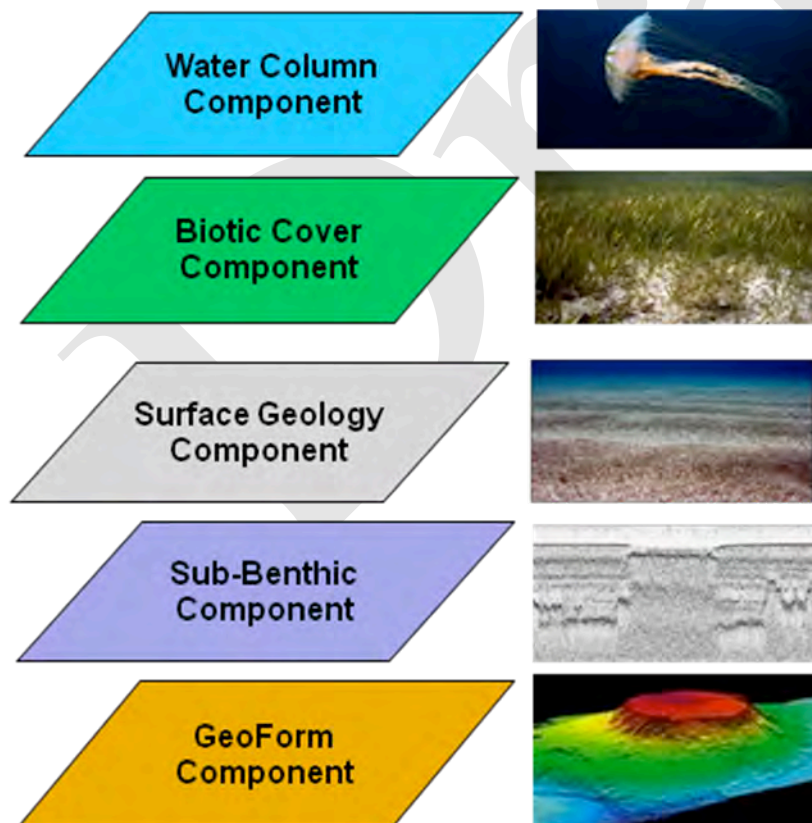 Water Column
Component
Biotic Cover
Component
Surface Geology
Component
Sub-Benthic
Component
GeoForm
Component